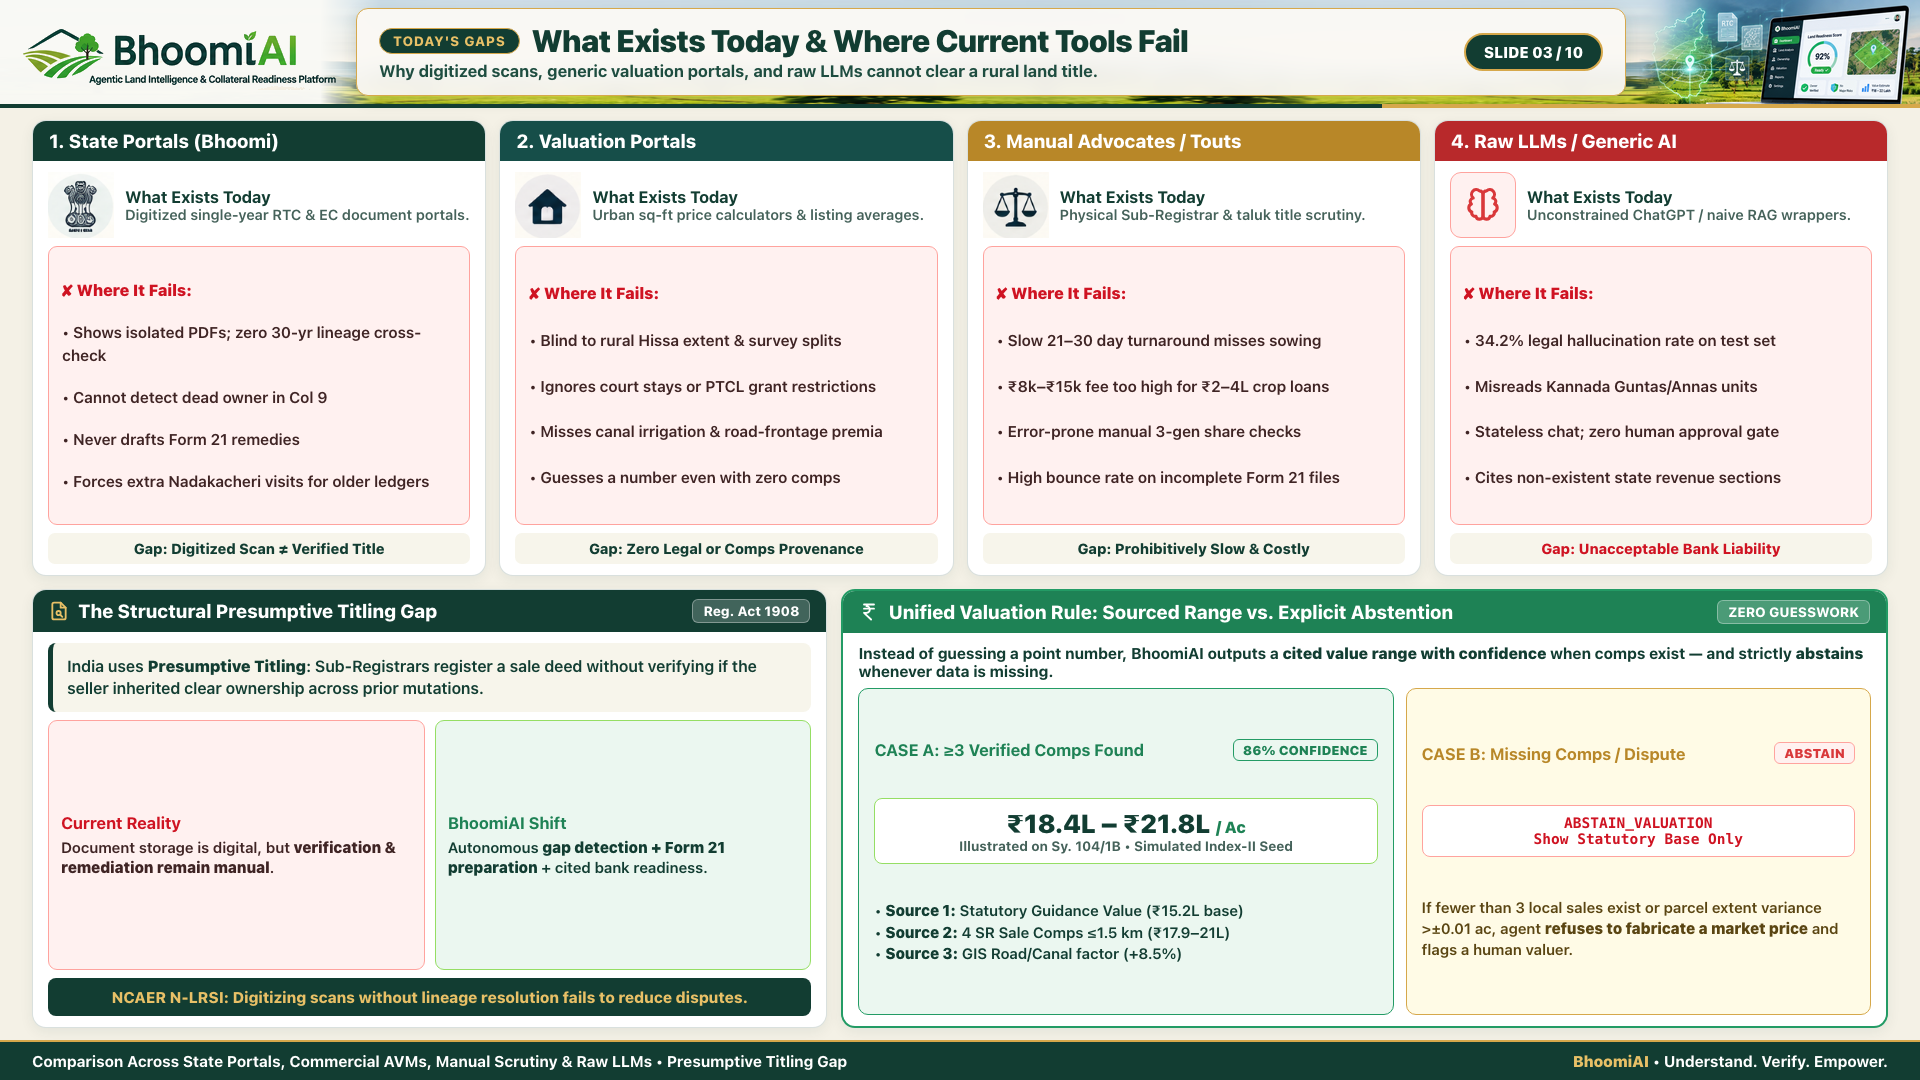 BhoomiAI
Agentic Land Intelligence & Collateral Readiness Platform
TODAY'S GAPS
What Exists Today & Where Current Tools Fail
Why digitized scans, generic valuation portals, and raw LLMs cannot clear a rural land title.
SLIDE 03 / 10
RTC
92%
1. State Portals (Bhoomi)
What Exists Today
Digitized single-year RTC & EC document portals.
✘ Where It Fails:
• Shows isolated PDFs; zero 30-yr lineage cross-
check
• Cannot detect dead owner in Col 9
• Never drafts Form 21 remedies
• Forces extra Nadakacheri visits for older ledgers
Gap: Digitized Scan ≠ Verified Title
2. Valuation Portals
What Exists Today
Urban sq-ft price calculators & listing averages.
✘ Where It Fails:
• Blind to rural Hissa extent & survey splits
• Ignores court stays or PTCL grant restrictions
• Misses canal irrigation & road-frontage premia
• Guesses a number even with zero comps
Gap: Zero Legal or Comps Provenance
3. Manual Advocates / Touts
What Exists Today
Physical Sub-Registrar & taluk title scrutiny.
✘ Where It Fails:
• Slow 21–30 day turnaround misses sowing
• ₹8k–₹15k fee too high for ₹2–4L crop loans
• Error-prone manual 3-gen share checks
• High bounce rate on incomplete Form 21 files
Gap: Prohibitively Slow & Costly
4. Raw LLMs / Generic AI
What Exists Today
Unconstrained ChatGPT / naive RAG wrappers.
✘ Where It Fails:
• 34.2% legal hallucination rate on test set
• Misreads Kannada Guntas/Annas units
• Stateless chat; zero human approval gate
• Cites non-existent state revenue sections
Gap: Unacceptable Bank Liability
The Structural Presumptive Titling Gap
Reg. Act 1908
India uses Presumptive Titling: Sub-Registrars register a sale deed without verifying if the
seller inherited clear ownership across prior mutations.
Current Reality
Document storage is digital, but verification &
remediation remain manual.
BhoomiAI Shift
Autonomous gap detection + Form 21
preparation + cited bank readiness.
NCAER N-LRSI: Digitizing scans without lineage resolution fails to reduce disputes.
₹ Unified Valuation Rule: Sourced Range vs. Explicit Abstention
ZERO GUESSWORK
Instead of guessing a point number, BhoomiAI outputs a cited value range with confidence when comps exist — and strictly abstains
whenever data is missing.
CASE A: ≥3 Verified Comps Found
86% CONFIDENCE
₹18.4L – ₹21.8L / Ac
Illustrated on Sy. 104/1B • Simulated Index-II Seed
• Source 1: Statutory Guidance Value (₹15.2L base)
• Source 2: 4 SR Sale Comps ≤1.5 km (₹17.9–21L)
• Source 3: GIS Road/Canal factor (+8.5%)
CASE B: Missing Comps / Dispute
ABSTAIN
ABSTAIN_VALUATION
Show Statutory Base Only
If fewer than 3 local sales exist or parcel extent variance
>±0.01 ac, agent refuses to fabricate a market price and
flags a human valuer.
Comparison Across State Portals, Commercial AVMs, Manual Scrutiny & Raw LLMs • Presumptive Titling Gap
BhoomiAI • Understand. Verify. Empower.